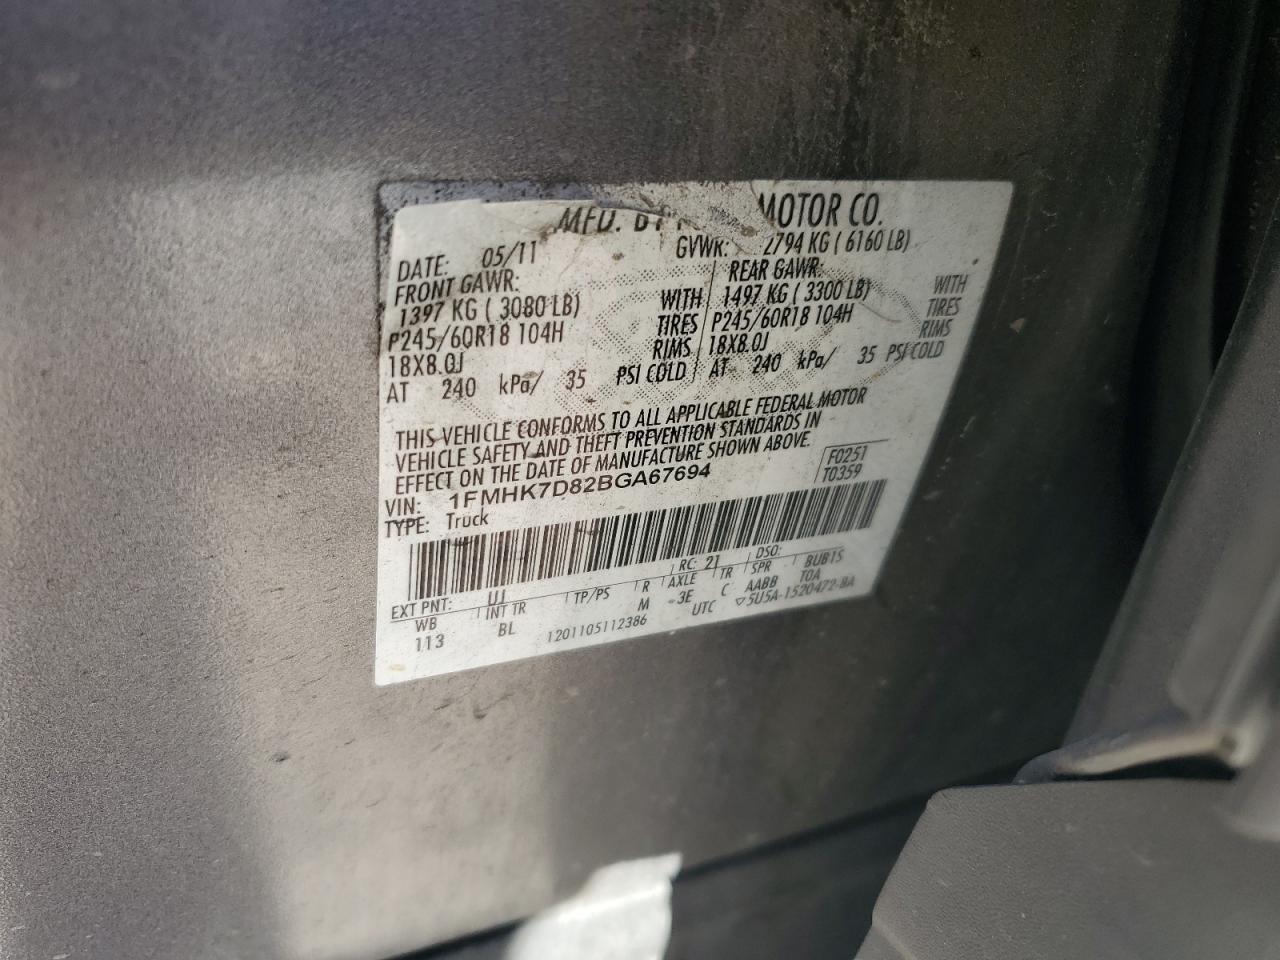 MFD. BY MOTOR CO.
DATE: 05/11 GVWR: 2794 KG ( 6160 LB)
FRONT GAWR: REAR GAWR:
1397 KG ( 3080 LB) WITH 1497 KG ( 3300 LB) WITH
P245/60R18 104H TIRES P245/60R18 104H TIRES
18X8.0J RIMS 18X8.0J RIMS
AT 240 kPa/ 35 PSI COLD AT 240 kPa/ 35 PSI COLD
THIS VEHICLE CONFORMS TO ALL APPLICABLE FEDERAL MOTOR
VEHICLE SAFETY AND THEFT PREVENTION STANDARDS IN
EFFECT ON THE DATE OF MANUFACTURE SHOWN ABOVE.
F0251
T0359
VIN: 1FMHK7D82BGA67694
TYPE: Truck
EXT PNT: UJ RC: 21 DSO:
WB INT TR TP/PS R AXLE TR SPR BUB1S
113 BL M -3E C AABB T0A
1201105112386 UTC ▽5U5A-1520472-BA